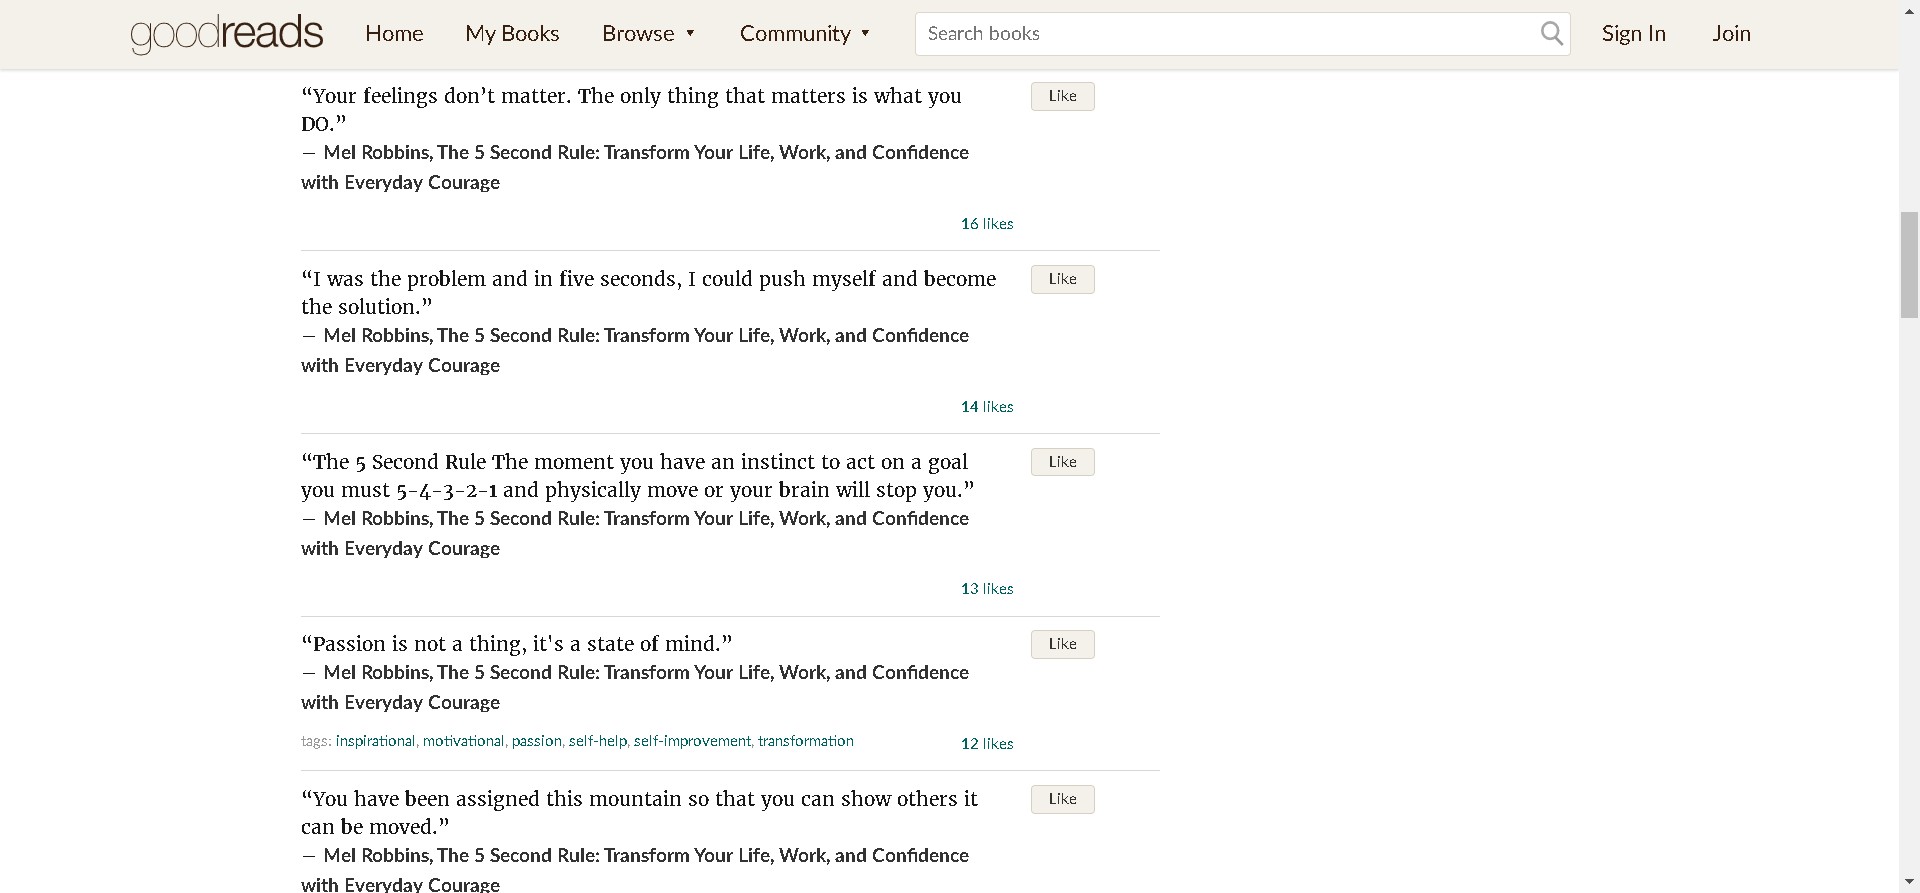 goodreads Home My Books Browse ▼ Community ▼ Search books Sign In Join
“Your feelings don’t matter. The only thing that matters is what you Like
DO.”
— Mel Robbins, The 5 Second Rule: Transform Your Life, Work, and Confidence
with Everyday Courage
16 likes
“I was the problem and in five seconds, I could push myself and become Like
the solution.”
— Mel Robbins, The 5 Second Rule: Transform Your Life, Work, and Confidence
with Everyday Courage
14 likes
“The 5 Second Rule The moment you have an instinct to act on a goal Like
you must 5-4-3-2-1 and physically move or your brain will stop you.”
— Mel Robbins, The 5 Second Rule: Transform Your Life, Work, and Confidence
with Everyday Courage
13 likes
“Passion is not a thing, it's a state of mind.” Like
— Mel Robbins, The 5 Second Rule: Transform Your Life, Work, and Confidence
with Everyday Courage
tags: inspirational, motivational, passion, self-help, self-improvement, transformation 12 likes
“You have been assigned this mountain so that you can show others it Like
can be moved.”
— Mel Robbins, The 5 Second Rule: Transform Your Life, Work, and Confidence
with Everyday Courage